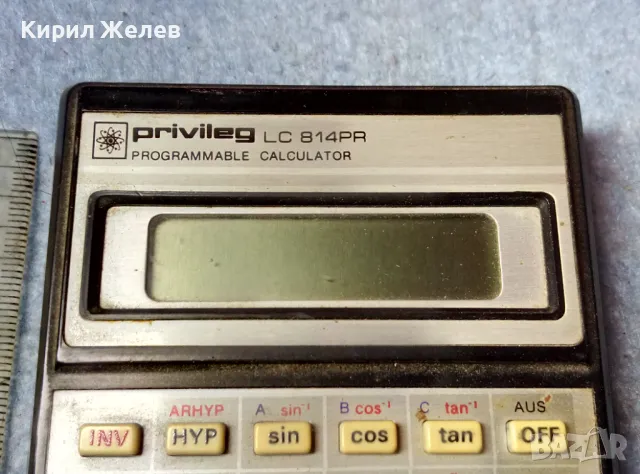 Кирил Желев
privileg LC 814PR
PROGRAMMABLE CALCULATOR
ARHYP A sin⁻¹ B cos⁻¹ C tan⁻¹ AUS
INV HYP sin cos tan OFF
bazar